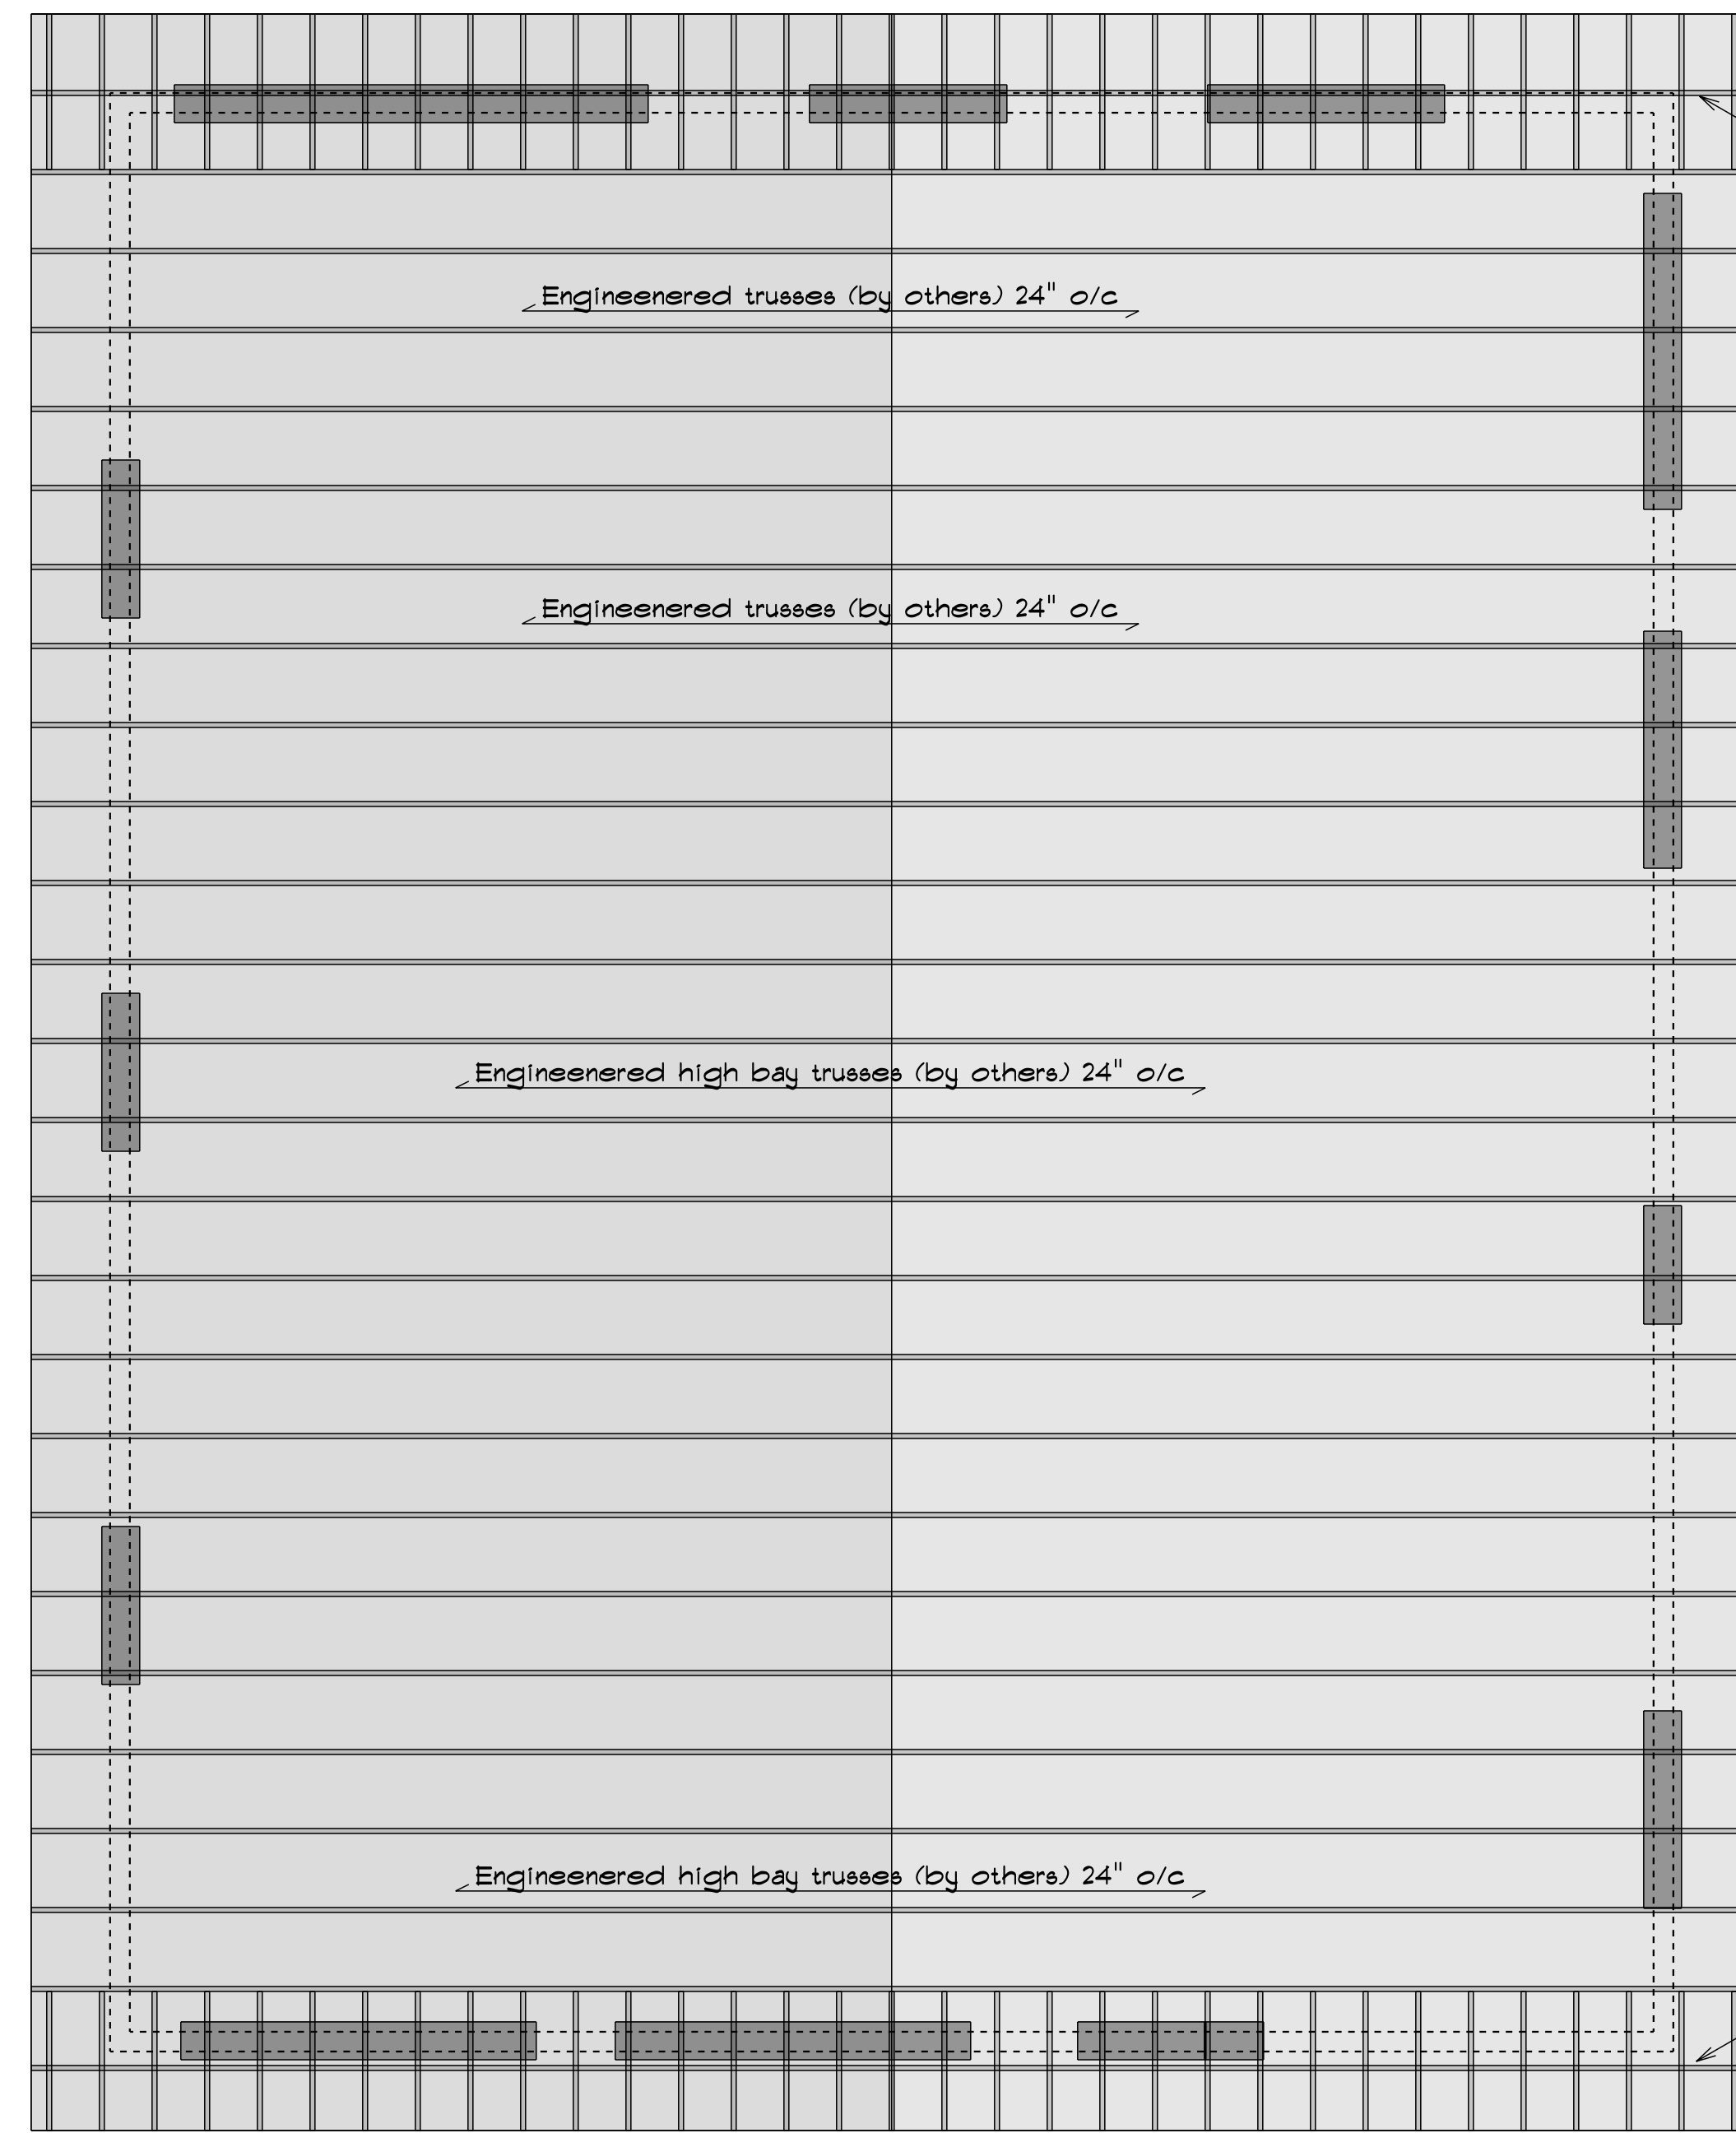 Engineenered trusses (by others) 24" o/c
Engineenered trusses (by others) 24" o/c
Engineenered high bay trusses (by others) 24" o/c
Engineenered high bay trusses (by others) 24" o/c